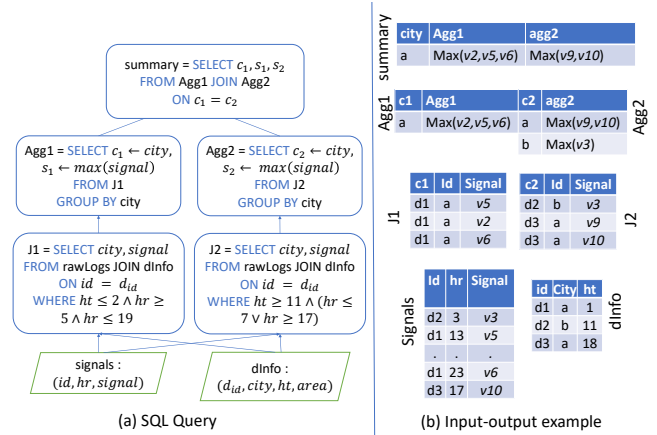 summary = SELECT c₁, s₁, s₂
FROM Agg1 JOIN Agg2
ON c₁ = c₂
Agg1 = SELECT c₁ ← city,
s₁ ← max(signal)
FROM J1
GROUP BY city
Agg2 = SELECT c₂ ← city,
s₂ ← max(signal)
FROM J2
GROUP BY city
J1 = SELECT city, signal
FROM rawLogs JOIN dInfo
ON id = d_id
WHERE ht ≤ 2 ∧ hr ≥
5 ∧ hr ≤ 19
J2 = SELECT city, signal
FROM rawLogs JOIN dInfo
ON id = d_id
WHERE ht ≥ 11 ∧ (hr ≤
7 ∨ hr ≥ 17)
signals :
(id, hr, signal)
dInfo :
(d_id, city, ht, area)
(a) SQL Query
summary
city Agg1 agg2
a Max(v2,v5,v6) Max(v9,v10)
Agg1
c1 Agg1 c2 agg2
a Max(v2,v5,v6) a Max(v9,v10)
b Max(v3)
Agg2
J1
c1 Id Signal
d1 a v5
d1 a v2
d1 a v6
c2 Id Signal
d2 b v3
d3 a v9
d3 a v10
J2
Signals
Id hr Signal
d2 3 v3
d1 13 v5
. . .
d1 23 v6
d3 17 v10
id City ht
d1 a 1
d2 b 11
d3 a 18
dInfo
(b) Input-output example